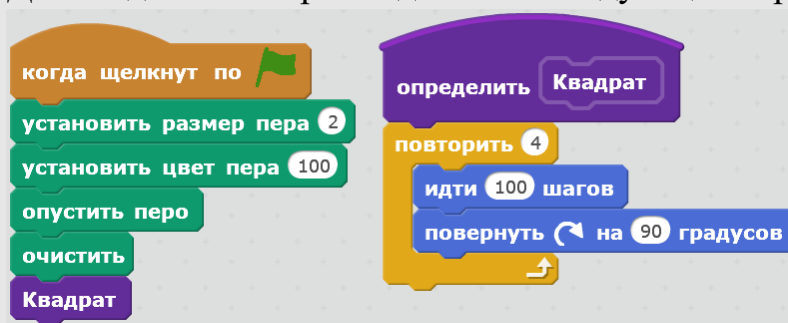 когда щелкнут по
установить размер пера 2
установить цвет пера 100
опустить перо
очистить
Квадрат
определить Квадрат
повторить 4
идти 100 шагов
повернуть на 90 градусов